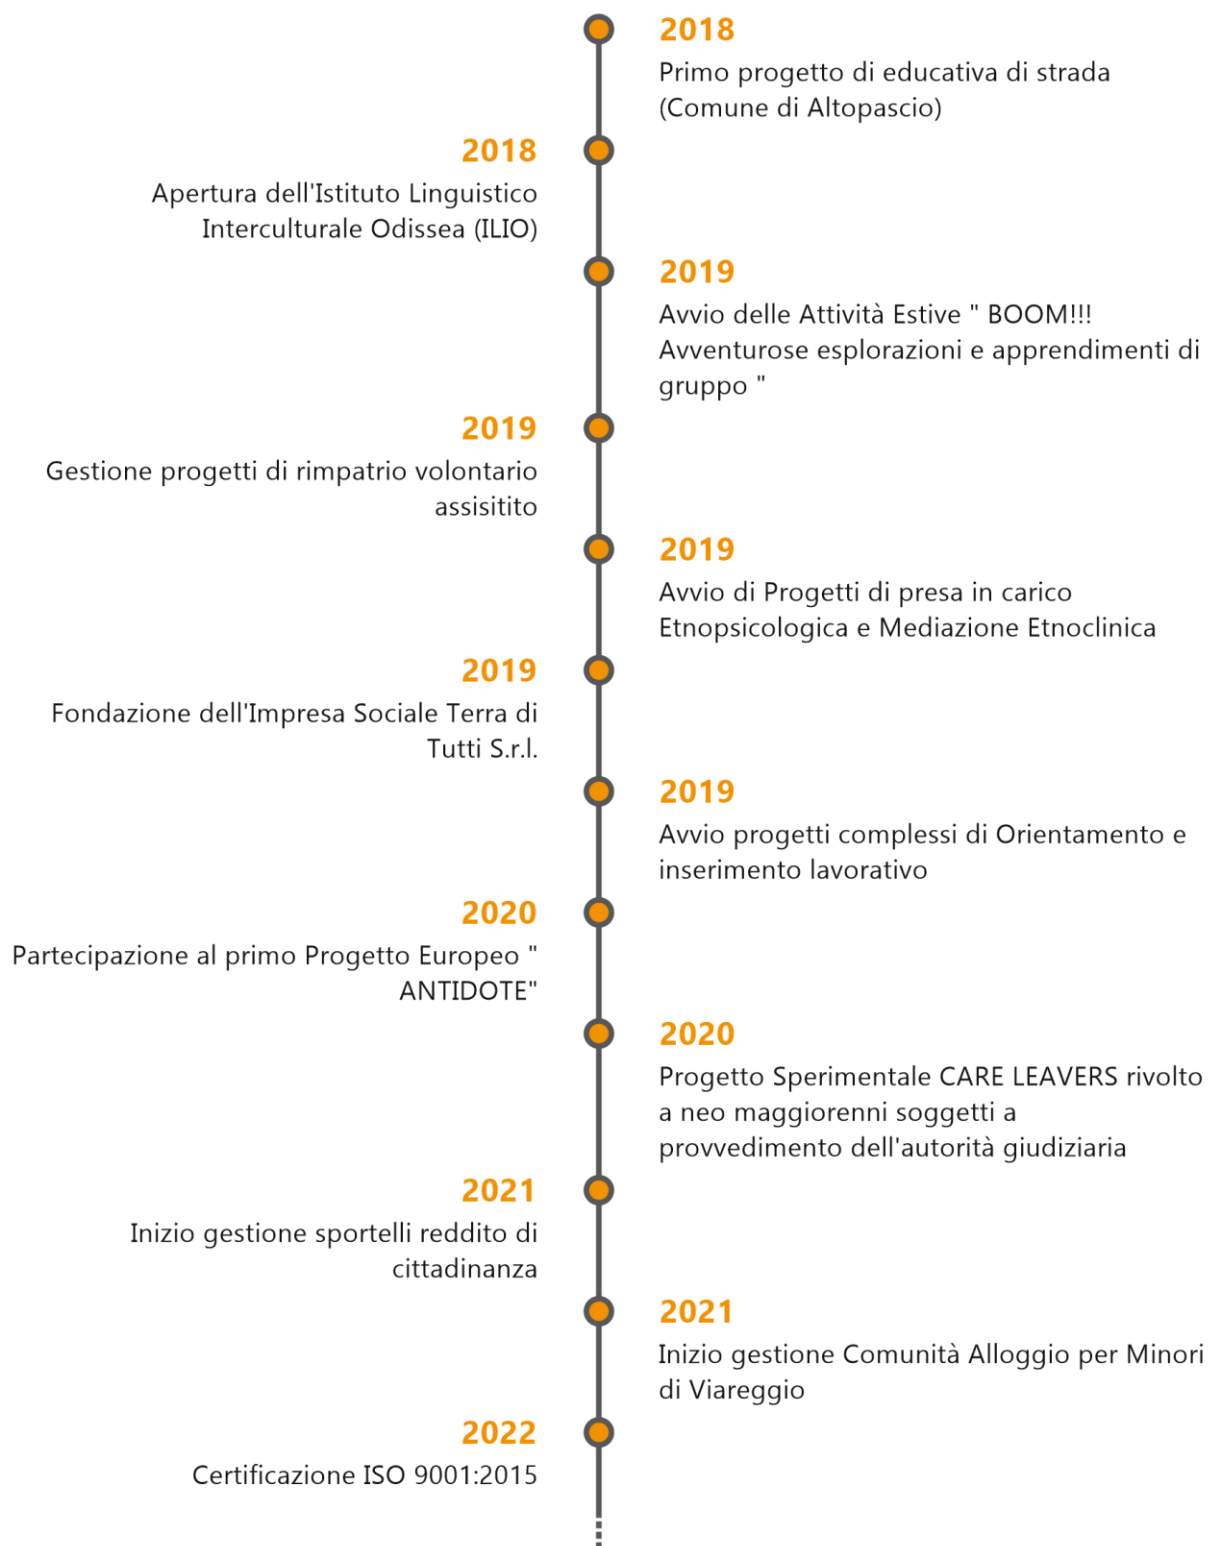 2018
Primo progetto di educativa di strada
(Comune di Altopascio)
2018
Apertura dell'Istituto Linguistico
Interculturale Odissea (ILIO)
2019
Avvio delle Attività Estive " BOOM!!!
Avventurose esplorazioni e apprendimenti di
gruppo "
2019
Gestione progetti di rimpatrio volontario
assisitito
2019
Avvio di Progetti di presa in carico
Etnopsicologica e Mediazione Etnoclinica
2019
Fondazione dell'Impresa Sociale Terra di
Tutti S.r.l.
2019
Avvio progetti complessi di Orientamento e
inserimento lavorativo
2020
Partecipazione al primo Progetto Europeo "
ANTIDOTE"
2020
Progetto Sperimentale CARE LEAVERS rivolto
a neo maggiorenni soggetti a
provvedimento dell'autorità giudiziaria
2021
Inizio gestione sportelli reddito di
cittadinanza
2021
Inizio gestione Comunità Alloggio per Minori
di Viareggio
2022
Certificazione ISO 9001:2015